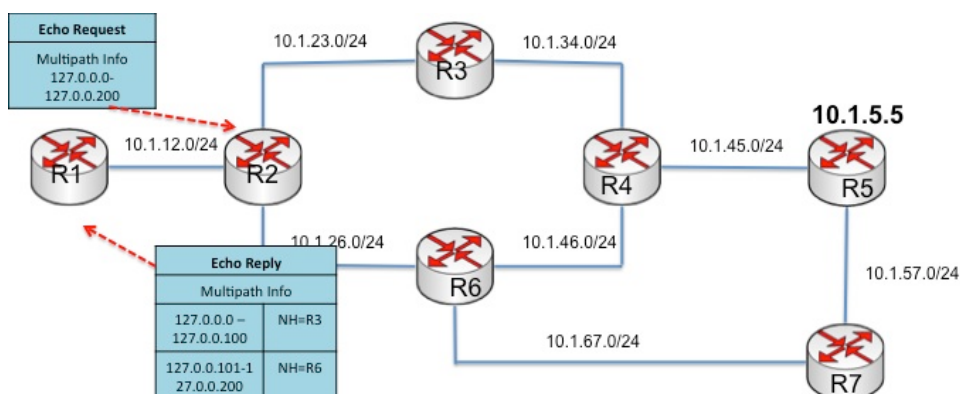 Echo Request
Multipath Info
127.0.0.0-
127.0.0.200
10.1.23.0/24
10.1.34.0/24
R3
10.1.5.5
10.1.12.0/24
10.1.45.0/24
R1
R2
R4
R5
10.1.26.0/24
10.1.46.0/24
Echo Reply
Multipath Info
127.0.0.0 –
127.0.0.100
NH=R3
127.0.0.101-1
27.0.0.200
NH=R6
R6
10.1.57.0/24
10.1.67.0/24
R7